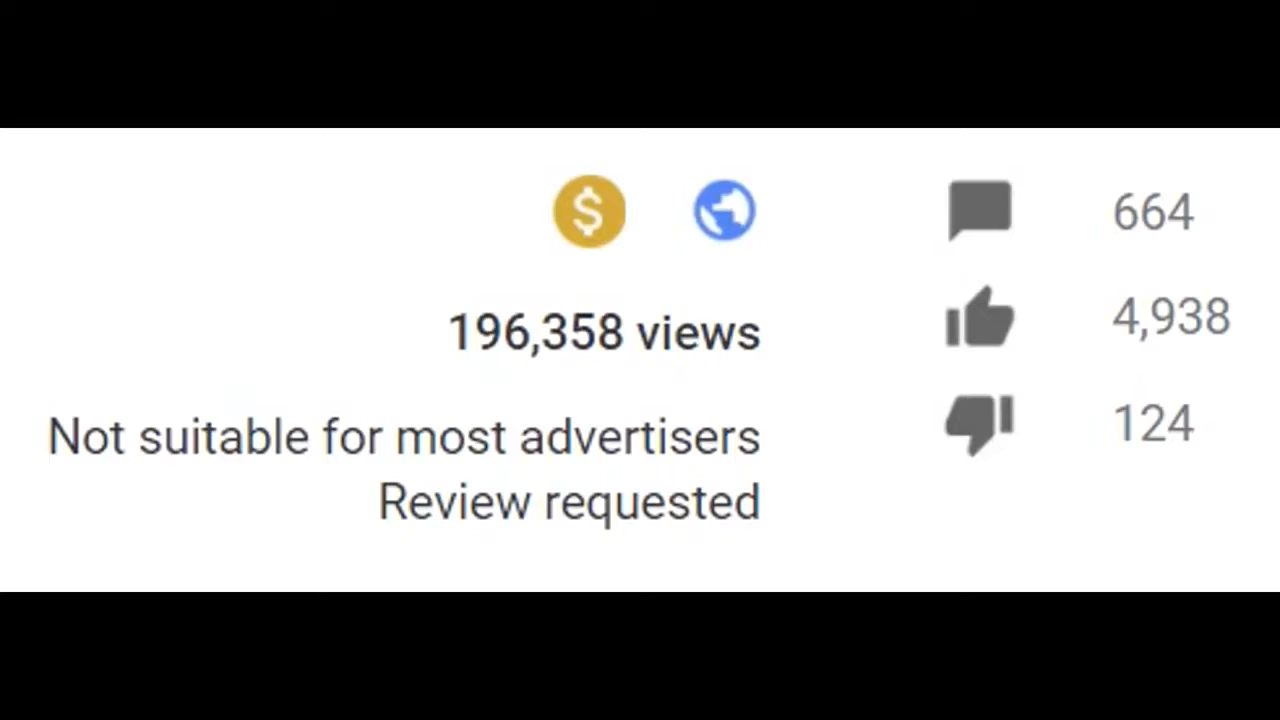 $
196,358 views
Not suitable for most advertisers
Review requested
664
4,938
124